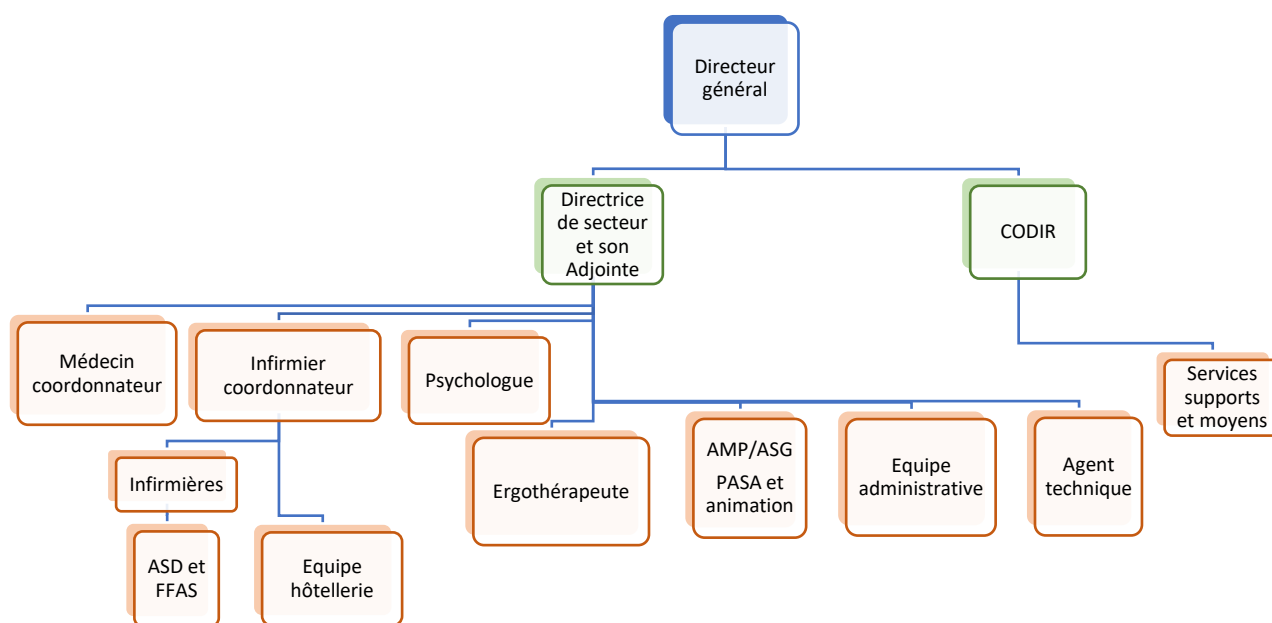 Directeur
général
Directrice
de secteur
et son
Adjointe
CODIR
Médecin
coordonnateur
Infirmier
coordonnateur
Psychologue
Services
supports
et moyens
Ergothérapeute
AMP/ASG
PASA et
animation
Equipe
administrative
Agent
technique
Infirmières
ASD et
FFAS
Equipe
hôtellerie